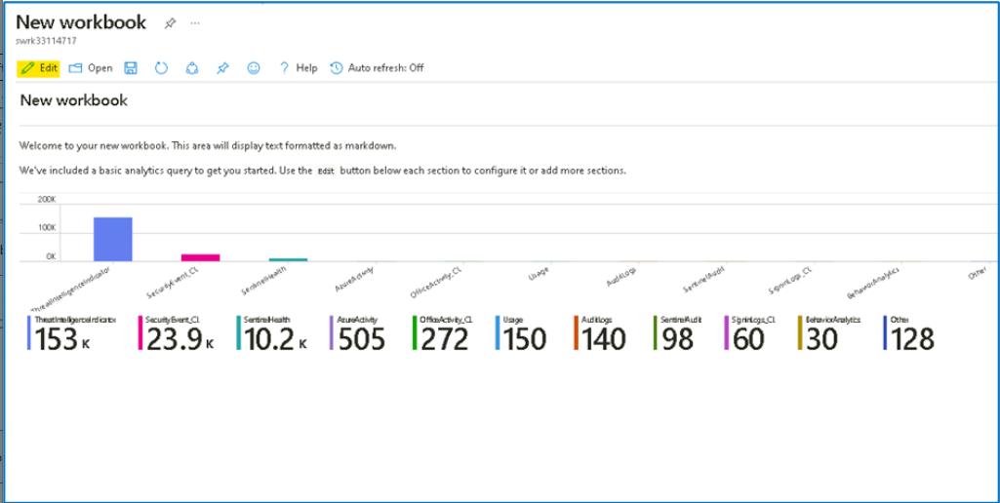 New workbook
swrk33114717
Edit Open Help Auto refresh: Off
New workbook
Welcome to your new workbook. This area will display text formatted as markdown.
We've included a basic analytics query to get you started. Use the Edit button below each section to configure it or add more sections.
200K
100K
0K
ThreatIntelligenceIndicator SecurityEvent_CL SentinelHealth AzureActivity OfficeActivity_CL Usage AuditLogs SentinelAudit SigninLogs_CL BehaviorAnalytics Other
ThreatIntelligenceIndicator SecurityEvent_CL SentinelHealth AzureActivity OfficeActivity_CL Usage AuditLogs SentinelAudit SigninLogs_CL BehaviorAnalytics Other
153 K 23.9 K 10.2 K 505 272 150 140 98 60 30 128